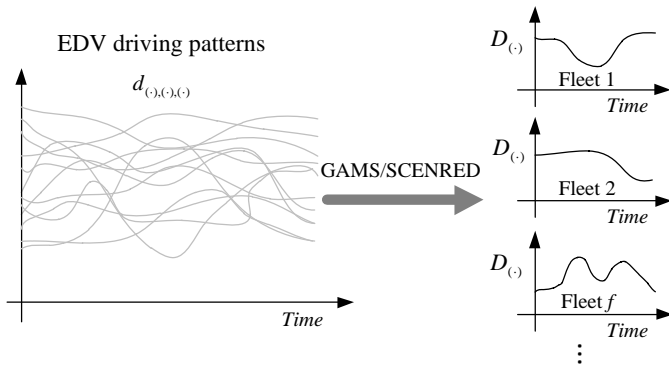 EDV driving patterns
d(·),(·),(·)
Time
GAMS/SCENRED
D(·)
Fleet 1
Time
D(·)
Fleet 2
Time
D(·)
Fleet f
Time
⋮